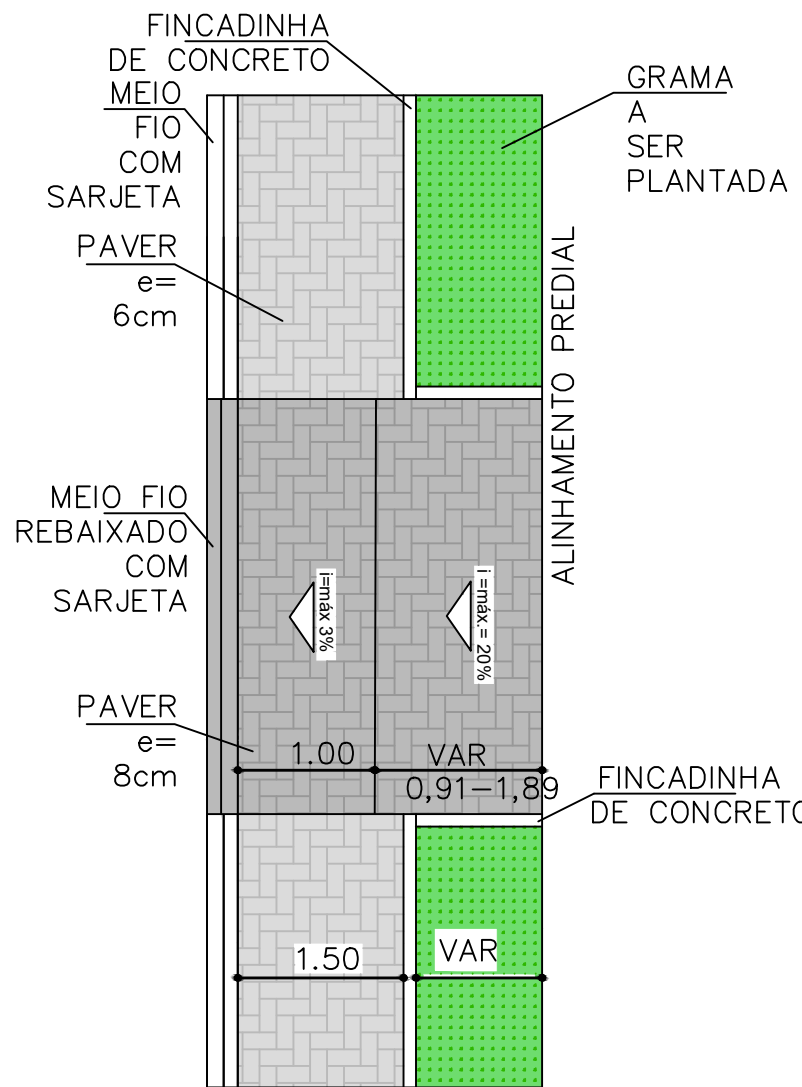 FINCADINHA
DE CONCRETO
MEIO
FIO
COM
SARJETA
GRAMA
A
SER
PLANTADA
PAVER
e=
6cm
ALINHAMENTO PREDIAL
MEIO FIO
REBAIXADO
COM
SARJETA
i=máx 3%
i =máx.= 20%
PAVER
e=
8cm
1.00
VAR
0,91-1,89
FINCADINHA
DE CONCRETO
1.50
VAR